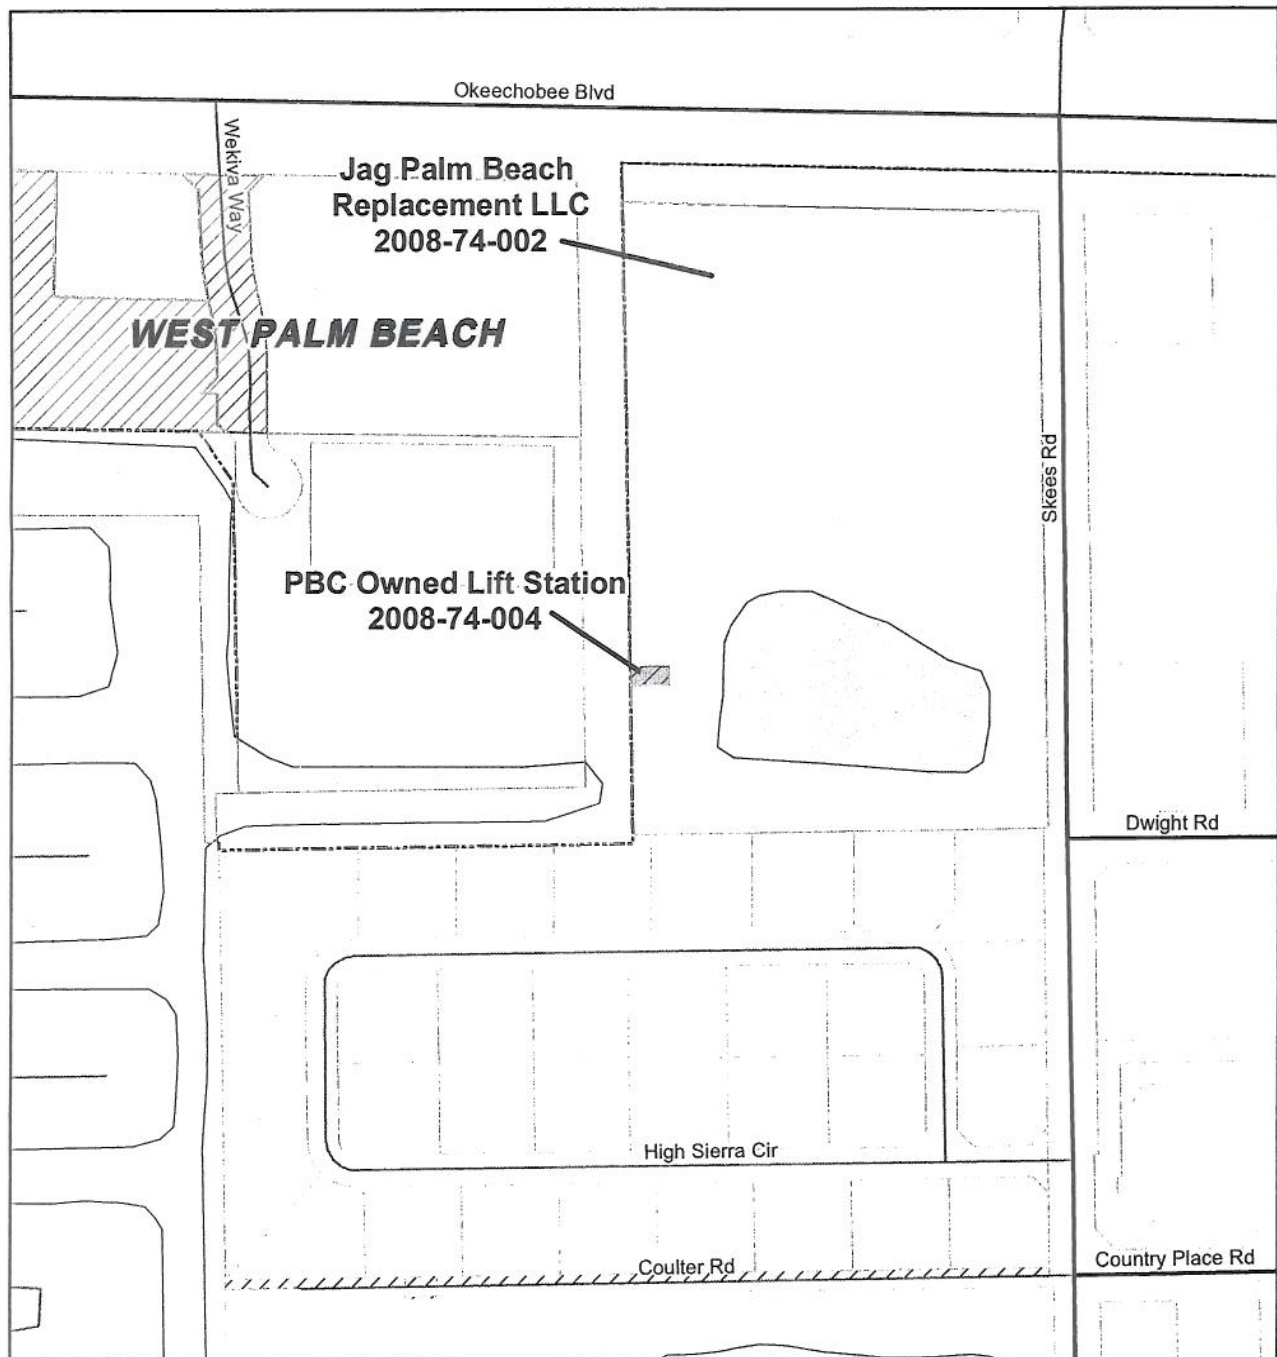 Okeechobee Blvd
Wekiva Way
Jag Palm Beach
Replacement LLC
2008-74-002
WEST PALM BEACH
Skees Rd
PBC Owned Lift Station
2008-74-004
Dwight Rd
High Sierra Cir
Coulter Rd
Country Place Rd